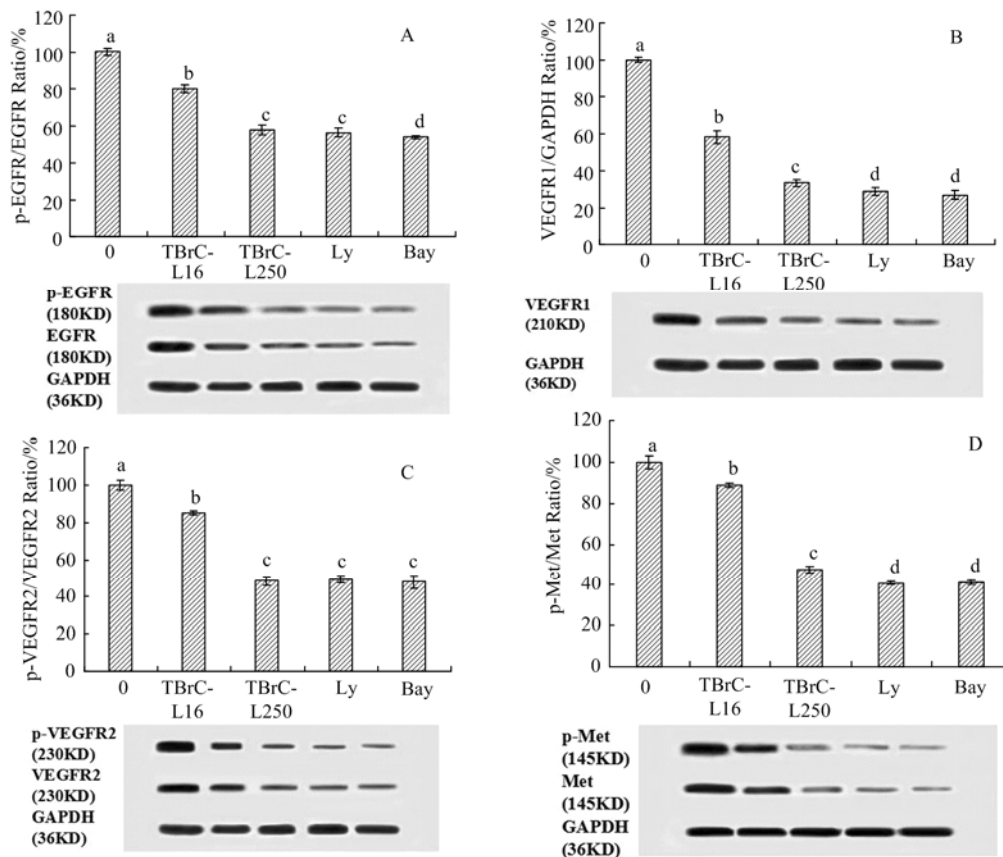 A
p-EGFR/EGFR Ratio/%
120
100
80
60
40
20
0
a
b
c
c
d
0
TBrC-
L16
TBrC-
L250
Ly
Bay
p-EGFR
(180KD)
EGFR
(180KD)
GAPDH
(36KD)
B
VEGFR1/GAPDH Ratio/%
120
100
80
60
40
20
0
a
b
c
d
d
0
TBrC-
L16
TBrC-
L250
Ly
Bay
VEGFR1
(210KD)
GAPDH
(36KD)
C
p-VEGFR2/VEGFR2 Ratio/%
120
100
80
60
40
20
0
a
b
c
c
c
0
TBrC-
L16
TBrC-
L250
Ly
Bay
p-VEGFR2
(230KD)
VEGFR2
(230KD)
GAPDH
(36KD)
D
p-Met/Met Ratio/%
120
100
80
60
40
20
0
a
b
c
d
d
0
TBrC-
L16
TBrC-
L250
Ly
Bay
p-Met
(145KD)
Met
(145KD)
GAPDH
(36KD)